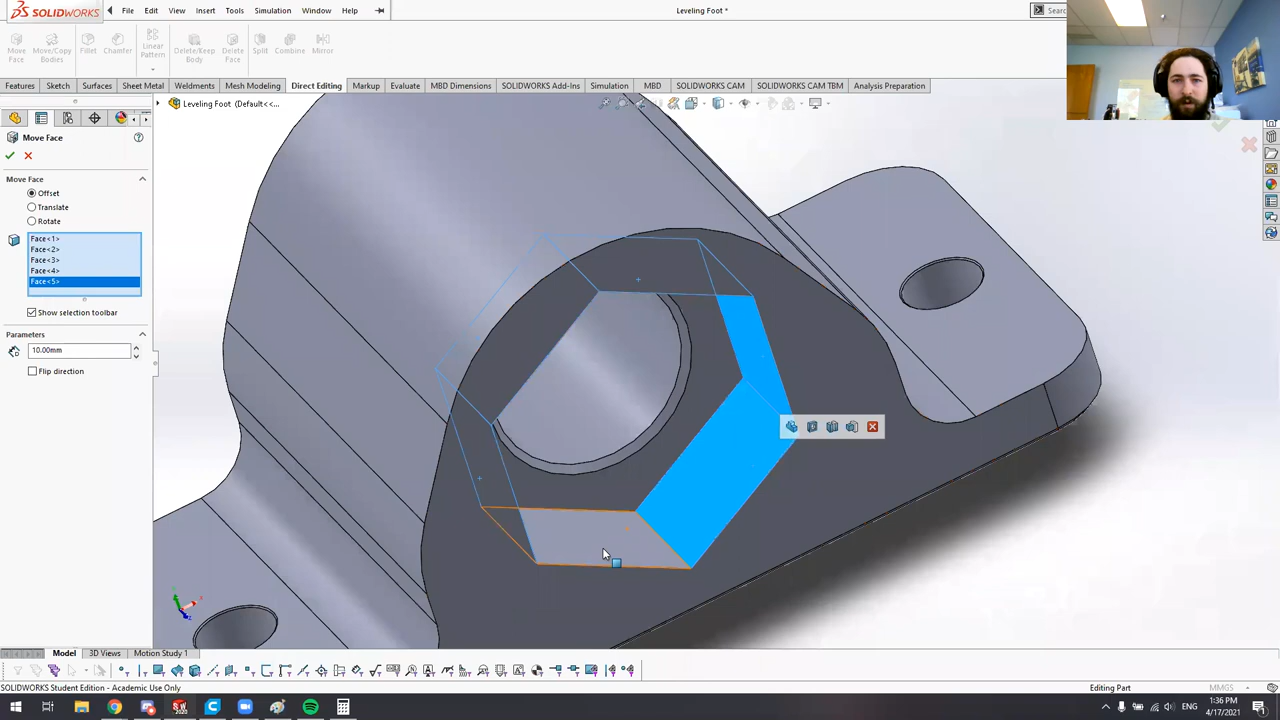 SOLIDWORKS File Edit View Insert Tools Simulation Window Help Leveling Foot * Sear
Move Face Move/Copy Bodies Fillet Chamfer Linear Pattern Delete/Keep Body Delete Face Split Combine Mirror
Features Sketch Surfaces Sheet Metal Weldments Mesh Modeling Direct Editing Markup Evaluate MBD Dimensions SOLIDWORKS Add-Ins Simulation MBD SOLIDWORKS CAM SOLIDWORKS CAM TBM Analysis Preparation
Leveling Foot (Default<<...
Move Face
Move Face
Offset
Translate
Rotate
Face<1>
Face<2>
Face<3>
Face<4>
Face<5>
Show selection toolbar
Parameters
10.00mm
Flip direction
Model 3D Views Motion Study 1
SOLIDWORKS Student Edition - Academic Use Only Editing Part MMGS
ENG 1:36 PM
4/17/2021